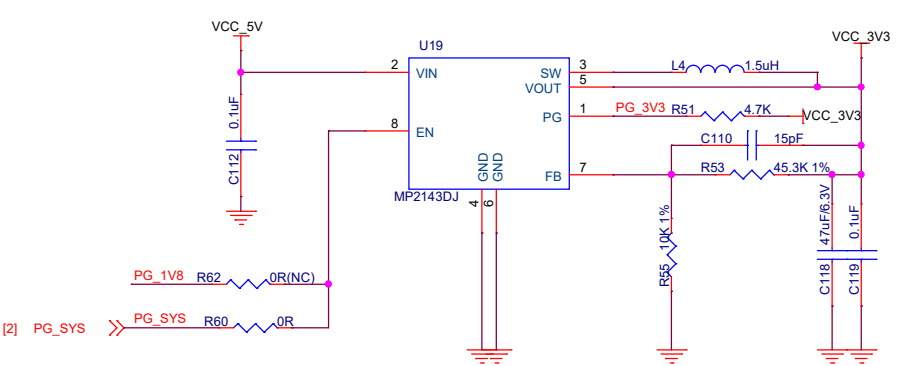 VCC_5V
VCC_3V3
U19
2
VIN
SW
3
L4
1.5uH
VOUT
5
0.1uF
C112
8
EN
PG
1
PG_3V3
R51
4.7K
VCC_3V3
C110
15pF
GND
GND
FB
7
R53
45.3K 1%
MP2143DJ
4
6
R55
10K 1%
47uF/6.3V
0.1uF
C118
C119
PG_1V8
R62
0R(NC)
[2]
PG_SYS
PG_SYS
R60
0R